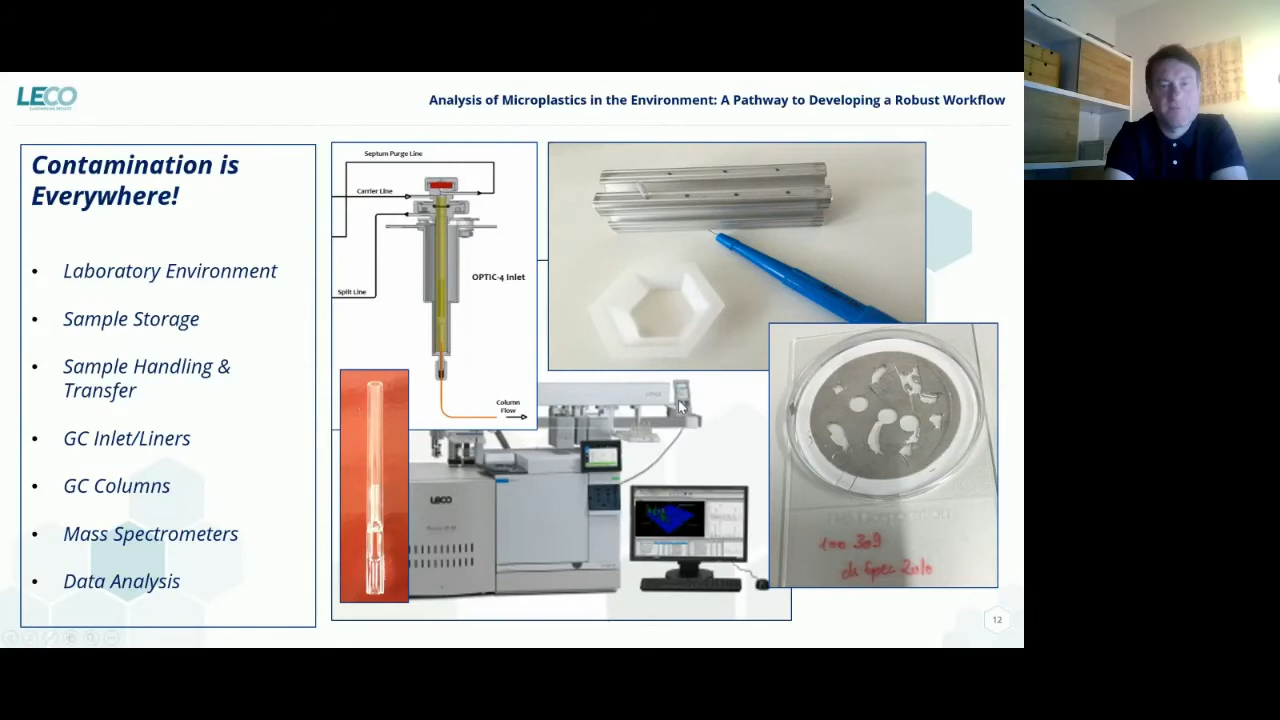 LECO
Analysis of Microplastics in the Environment: A Pathway to Developing a Robust Workflow
Contamination is
Everywhere!
• Laboratory Environment
• Sample Storage
• Sample Handling &
Transfer
• GC Inlet/Liners
• GC Columns
• Mass Spectrometers
• Data Analysis
Septum Purge Line
Carrier Line
OPTIC-4 Inlet
Split Line
Column
Flow
LECO
100 309
12